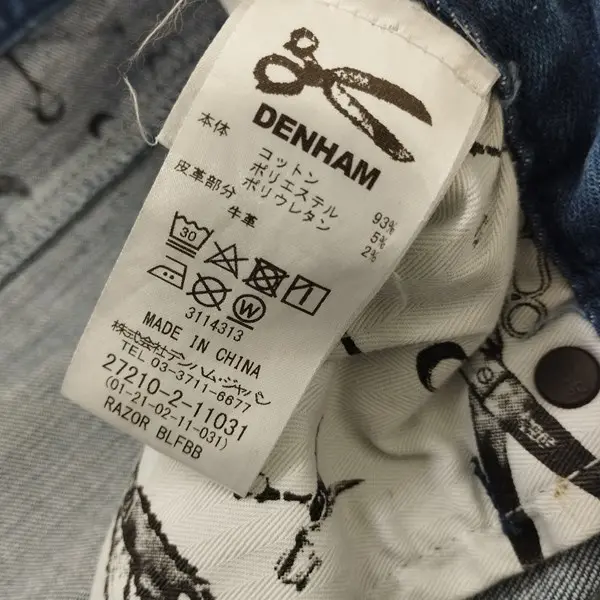 DENHAM
本体
コットン 93%
ポリエステル 5%
ポリウレタン 2%
皮革部分
牛革
30
W
3114313
MADE IN CHINA
株式会社デンハム・ジャパン
TEL 03-3711-6677
27210-2-11031
(01-21-02-11-031)
RAZOR BLFBB